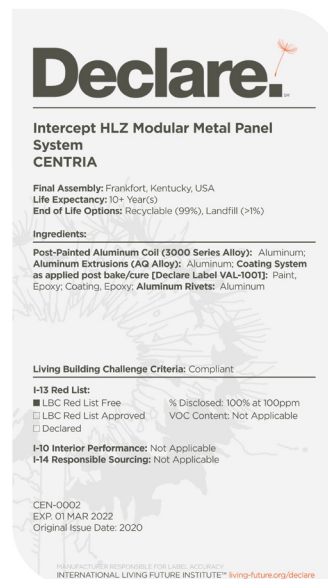 Declare.
SM
Intercept HLZ Modular Metal Panel
System
CENTRIA
Final Assembly: Frankfort, Kentucky, USA
Life Expectancy: 10+ Year(s)
End of Life Options: Recyclable (99%), Landfill (>1%)
Ingredients:
Post-Painted Aluminum Coil (3000 Series Alloy): Aluminum;
Aluminum Extrusions (AQ Alloy): Aluminum; Coating System
as applied post bake/cure [Declare Label VAL-1001]: Paint,
Epoxy; Coating, Epoxy; Aluminum Rivets: Aluminum
Living Building Challenge Criteria: Compliant
I-13 Red List:
■ LBC Red List Free % Disclosed: 100% at 100ppm
□ LBC Red List Approved VOC Content: Not Applicable
□ Declared
I-10 Interior Performance: Not Applicable
I-14 Responsible Sourcing: Not Applicable
CEN-0002
EXP. 01 MAR 2022
Original Issue Date: 2020
MANUFACTURER RESPONSIBLE FOR LABEL ACCURACY
INTERNATIONAL LIVING FUTURE INSTITUTE™ living-future.org/declare